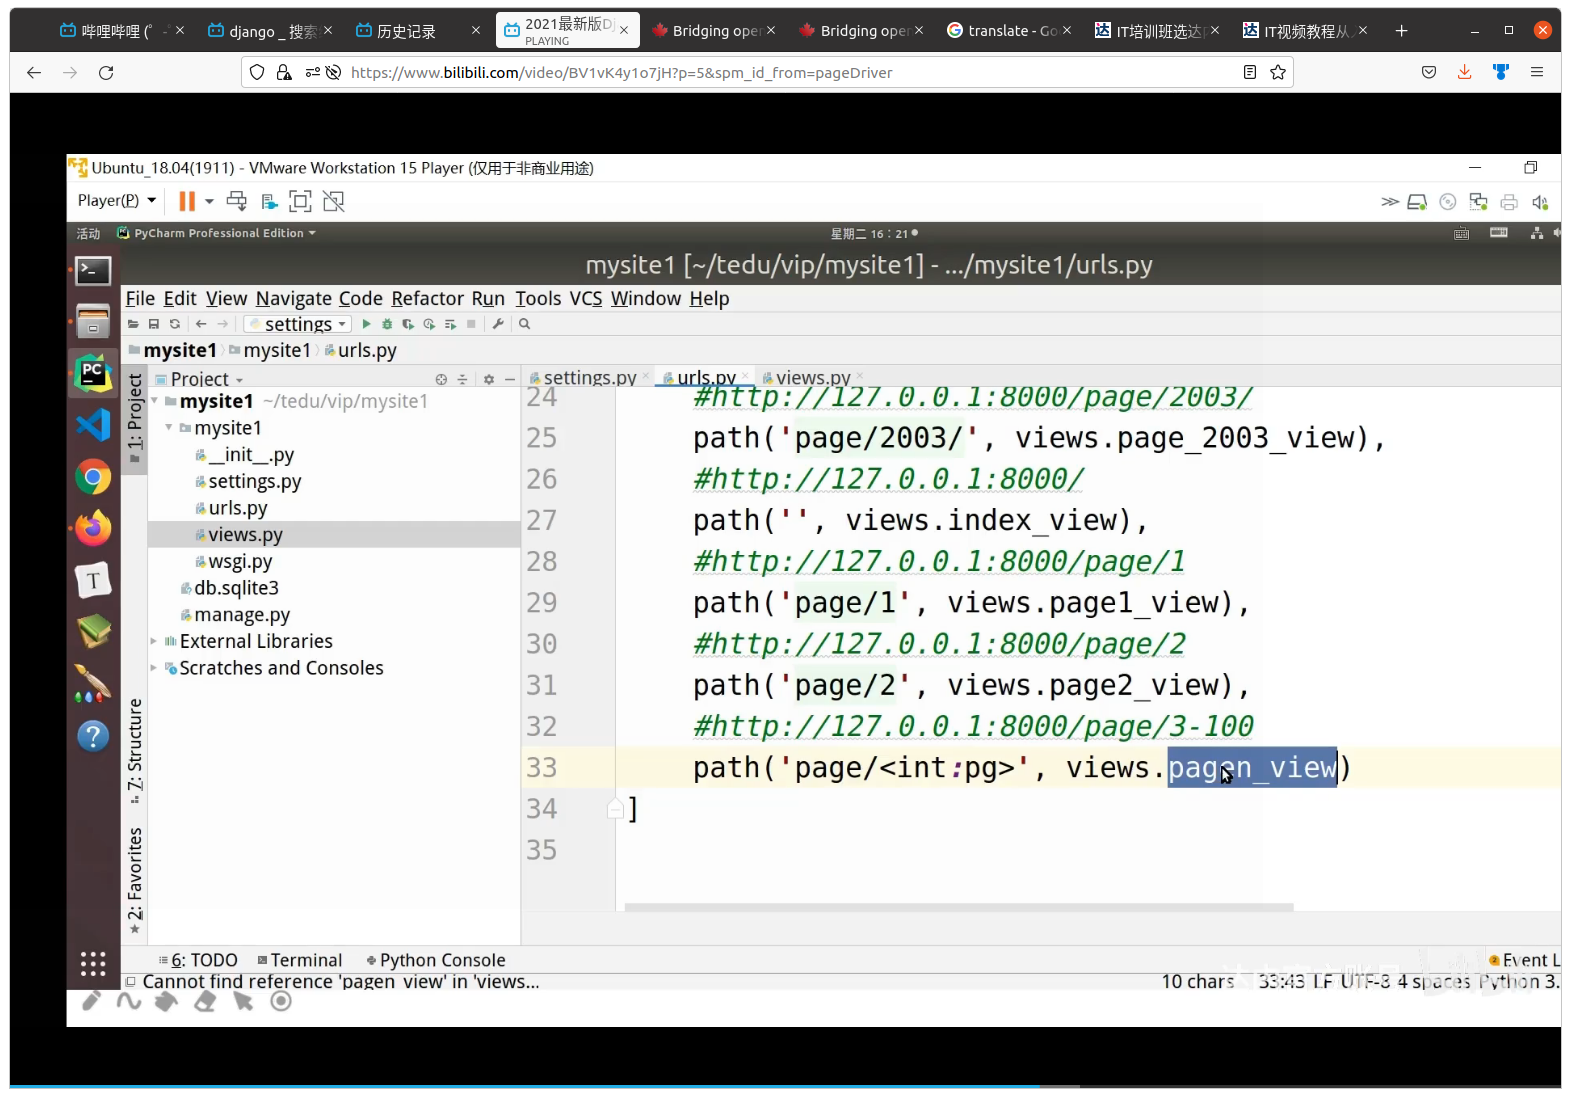 哔哩哔哩 (゜-
django _ 搜索
历史记录
2021最新版D
PLAYING
Bridging oper
Bridging oper
translate - Go
IT培训班选达
IT视频教程从
https://www.bilibili.com/video/BV1vK4y1o7jH?p=5&spm_id_from=pageDriver
Ubuntu_18.04(1911) - VMware Workstation 15 Player (仅用于非商业用途)
Player(P)
活动
PyCharm Professional Edition
星期二 16：21
mysite1 [~/tedu/vip/mysite1] - .../mysite1/urls.py
File Edit View Navigate Code Refactor Run Tools VCS Window Help
settings
mysite1 mysite1 urls.py
1: Project
Project
settings.py
urls.py
views.py
mysite1 ~/tedu/vip/mysite1
mysite1
__init__.py
settings.py
urls.py
views.py
wsgi.py
db.sqlite3
manage.py
External Libraries
Scratches and Consoles
7: Structure
2: Favorites
24 #http://127.0.0.1:8000/page/2003/
25 path('page/2003/', views.page_2003_view),
26 #http://127.0.0.1:8000/
27 path('', views.index_view),
28 #http://127.0.0.1:8000/page/1
29 path('page/1', views.page1_view),
30 #http://127.0.0.1:8000/page/2
31 path('page/2', views.page2_view),
32 #http://127.0.0.1:8000/page/3-100
33 path('page/<int:pg>', views.pagen_view)
34 ]
35
6: TODO
Terminal
Python Console
2 Event L
Cannot find reference 'pagen_view' in 'views...
10 chars 33:43 LF UTF-8 4 spaces Python 3.